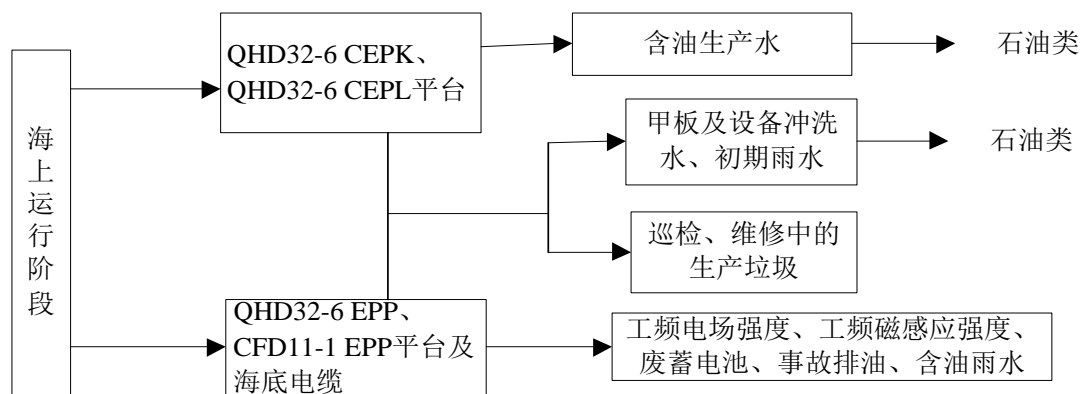 海上运行阶段
QHD32-6 CEPK、
QHD32-6 CEPL平台
含油生产水
石油类
甲板及设备冲洗
水、初期雨水
石油类
巡检、维修中的
生产垃圾
QHD32-6 EPP、
CFD11-1 EPP平台及
海底电缆
工频电场强度、工频磁感应强度、
废蓄电池、事故排油、含油雨水